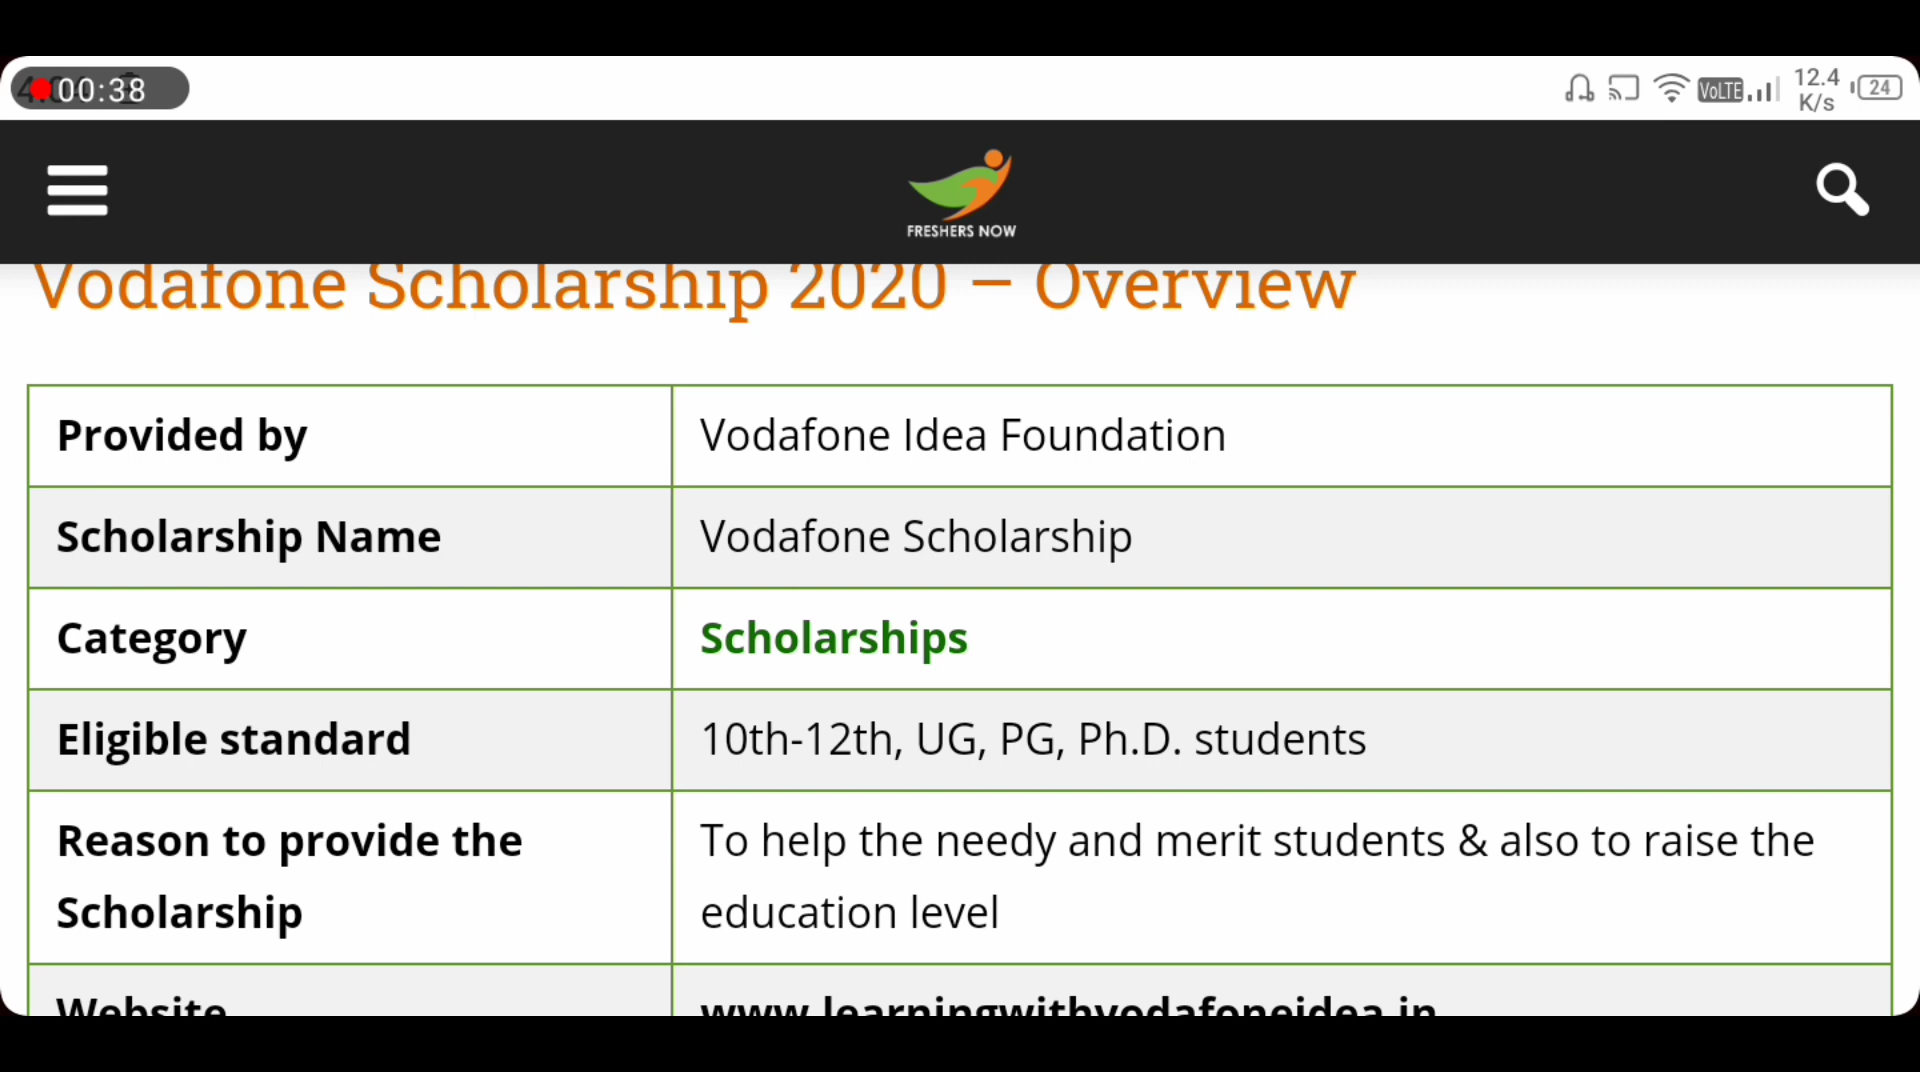 00:38
VoLTE
12.4
K/s
24
FRESHERS NOW
Vodafone Scholarship 2020 – Overview
Provided by Vodafone Idea Foundation
Scholarship Name Vodafone Scholarship
Category Scholarships
Eligible standard 10th-12th, UG, PG, Ph.D. students
Reason to provide the To help the needy and merit students & also to raise the
Scholarship education level
Website www.learningwithvodafoneidea.in